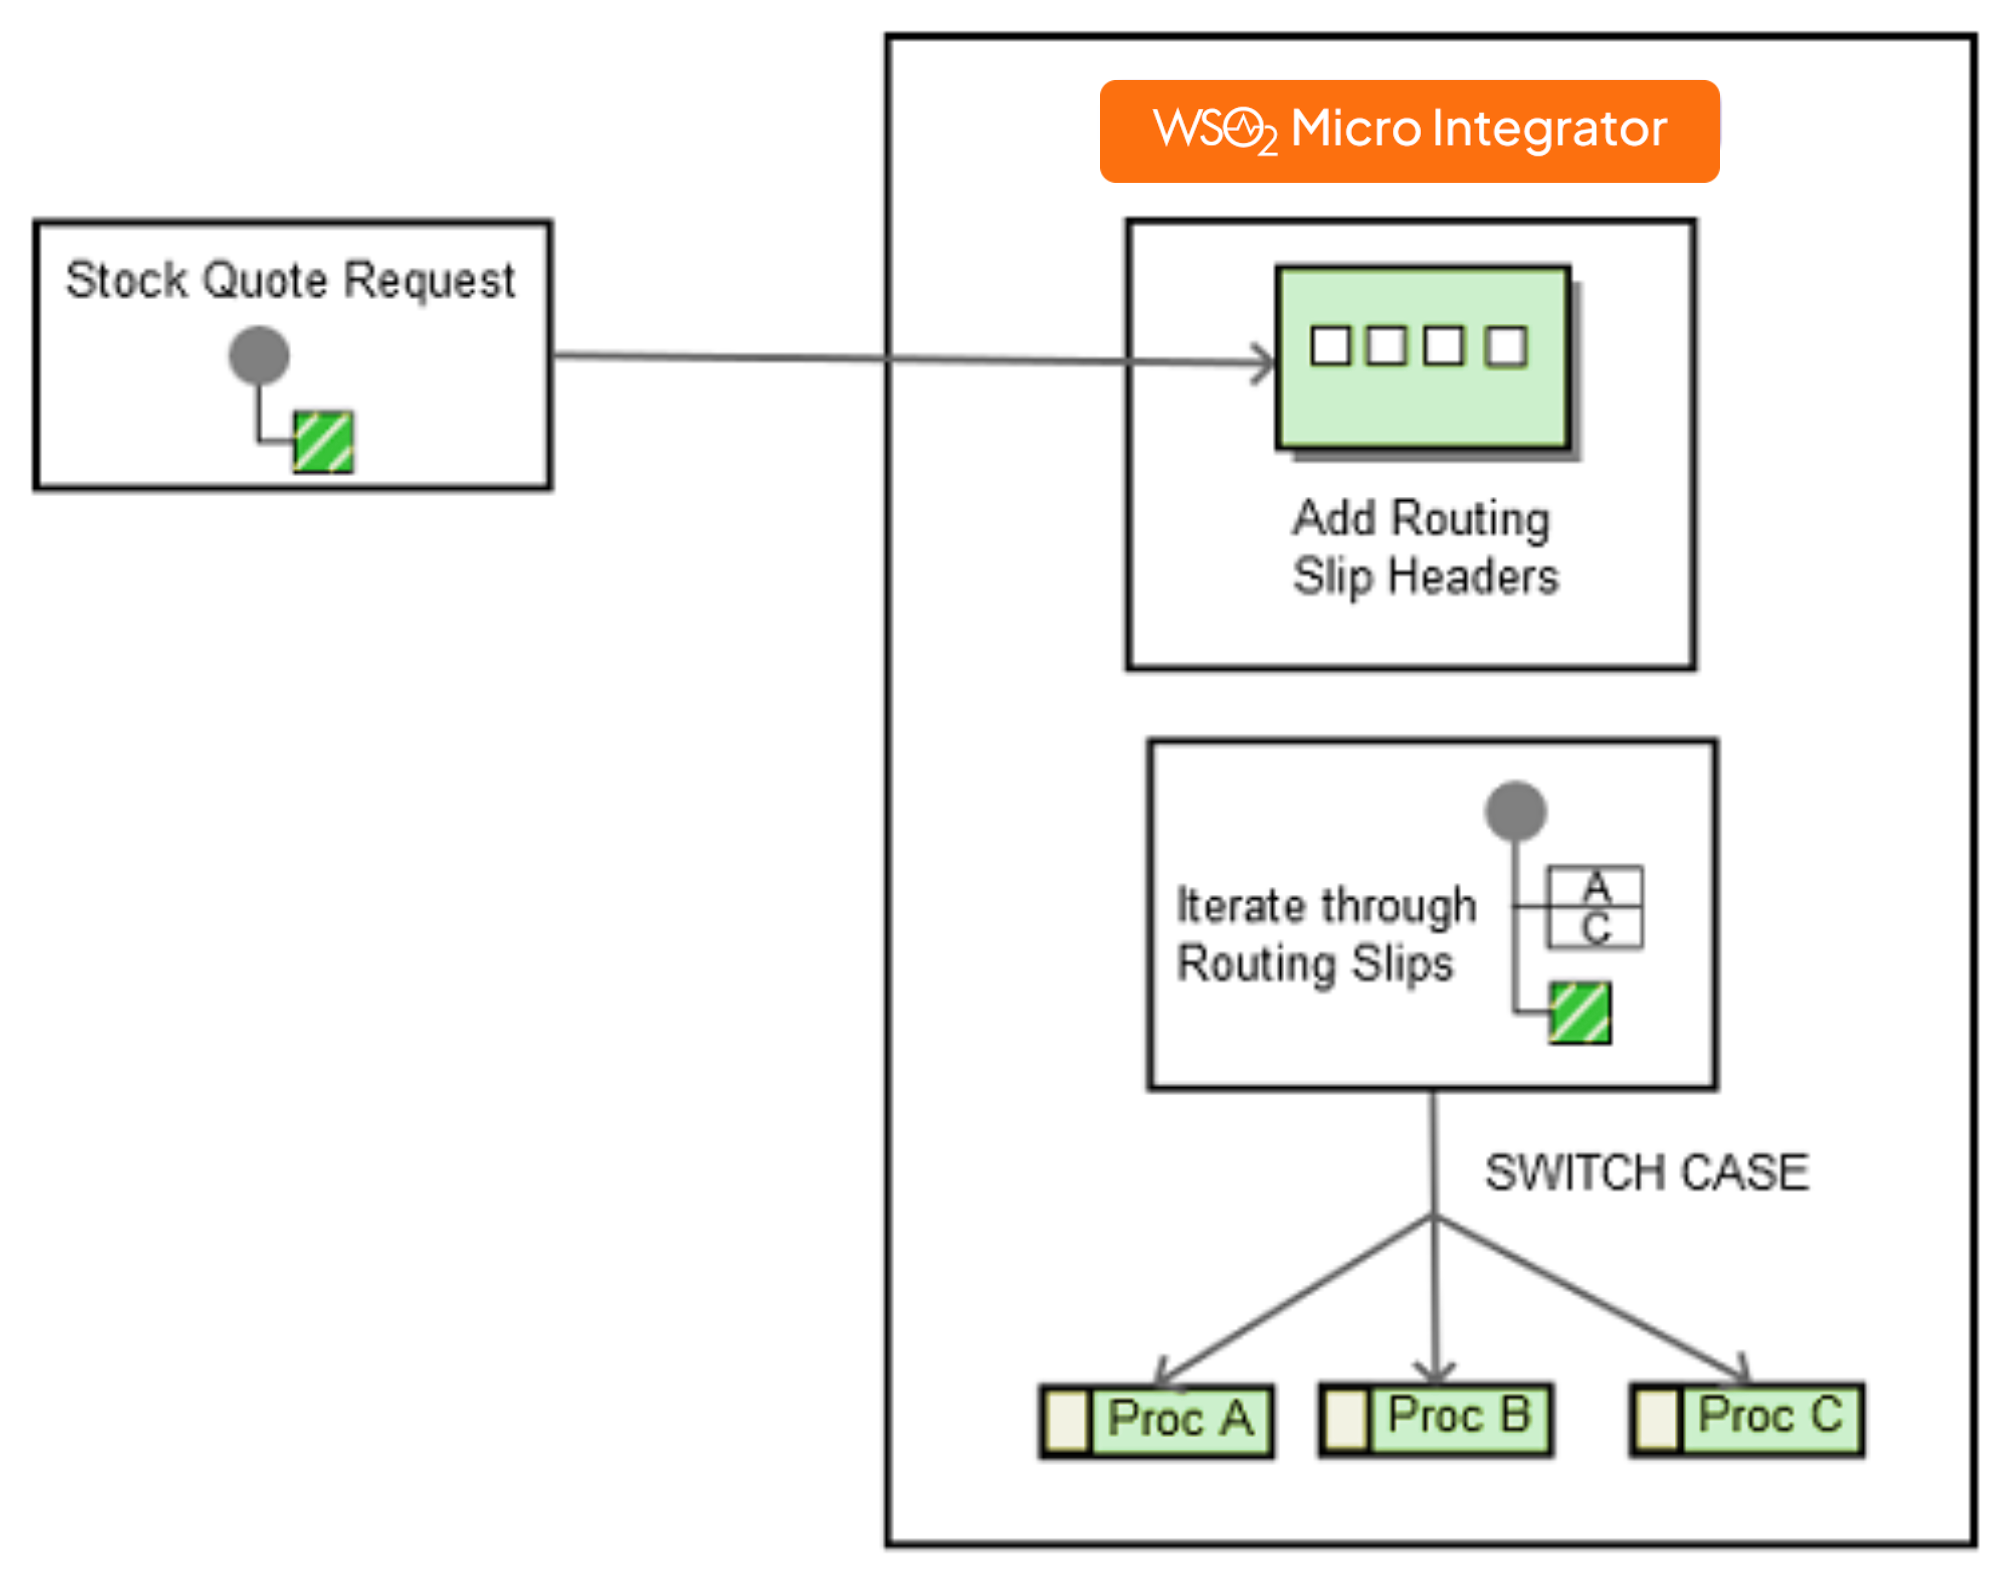 WSO2 Micro Integrator
Stock Quote Request
Add Routing
Slip Headers
Iterate through
Routing Slips
A
C
SWITCH CASE
Proc A
Proc B
Proc C